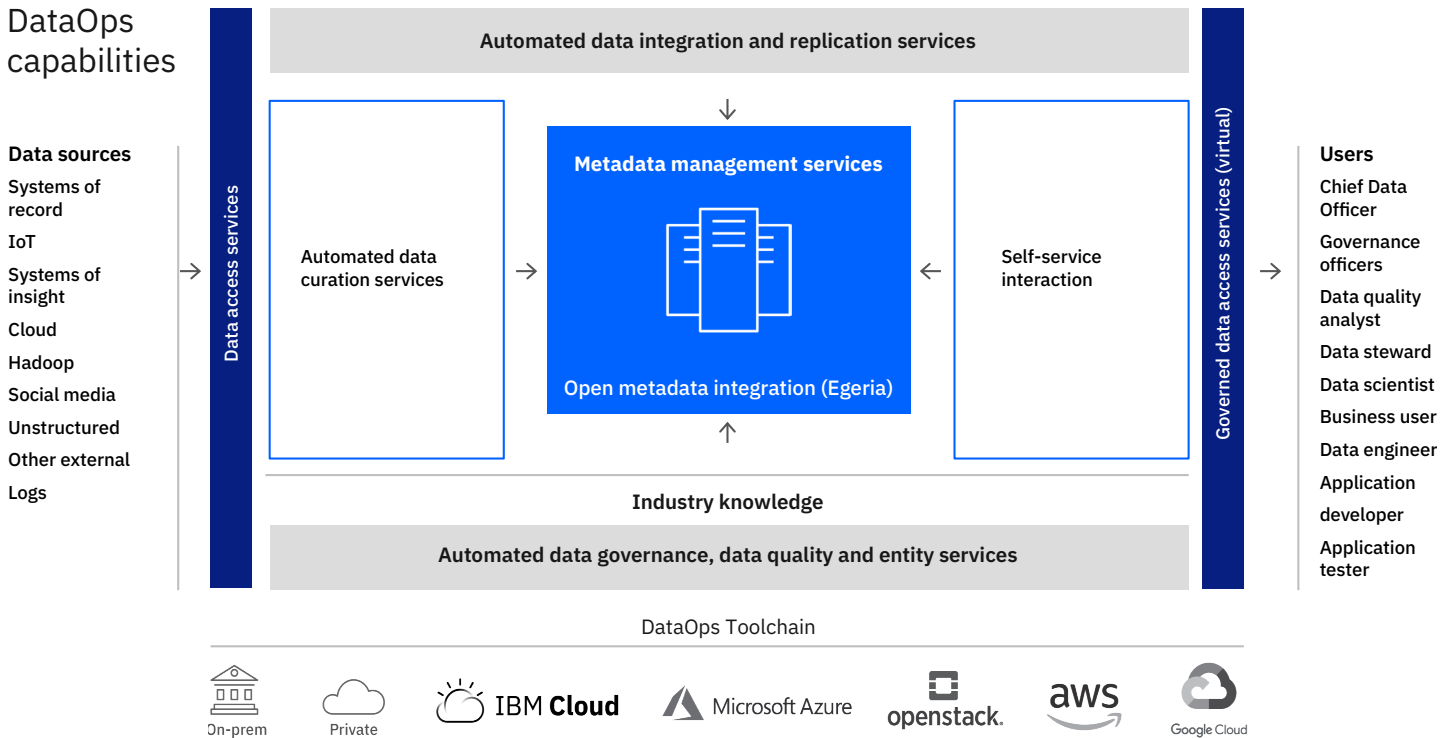 DataOps
capabilities
Data sources
Systems of
record
IoT
Systems of
insight
Cloud
Hadoop
Social media
Unstructured
Other external
Logs
Data access services
Automated data integration and replication services
Automated data
curation services
Metadata management services
Open metadata integration (Egeria)
Self-service
interaction
Industry knowledge
Automated data governance, data quality and entity services
Governed data access services (virtual)
Users
Chief Data
Officer
Governance
officers
Data quality
analyst
Data steward
Data scientist
Business user
Data engineer
Application
developer
Application
tester
DataOps Toolchain
On-prem
Private
IBM Cloud
Microsoft Azure
openstack.
aws
Google Cloud